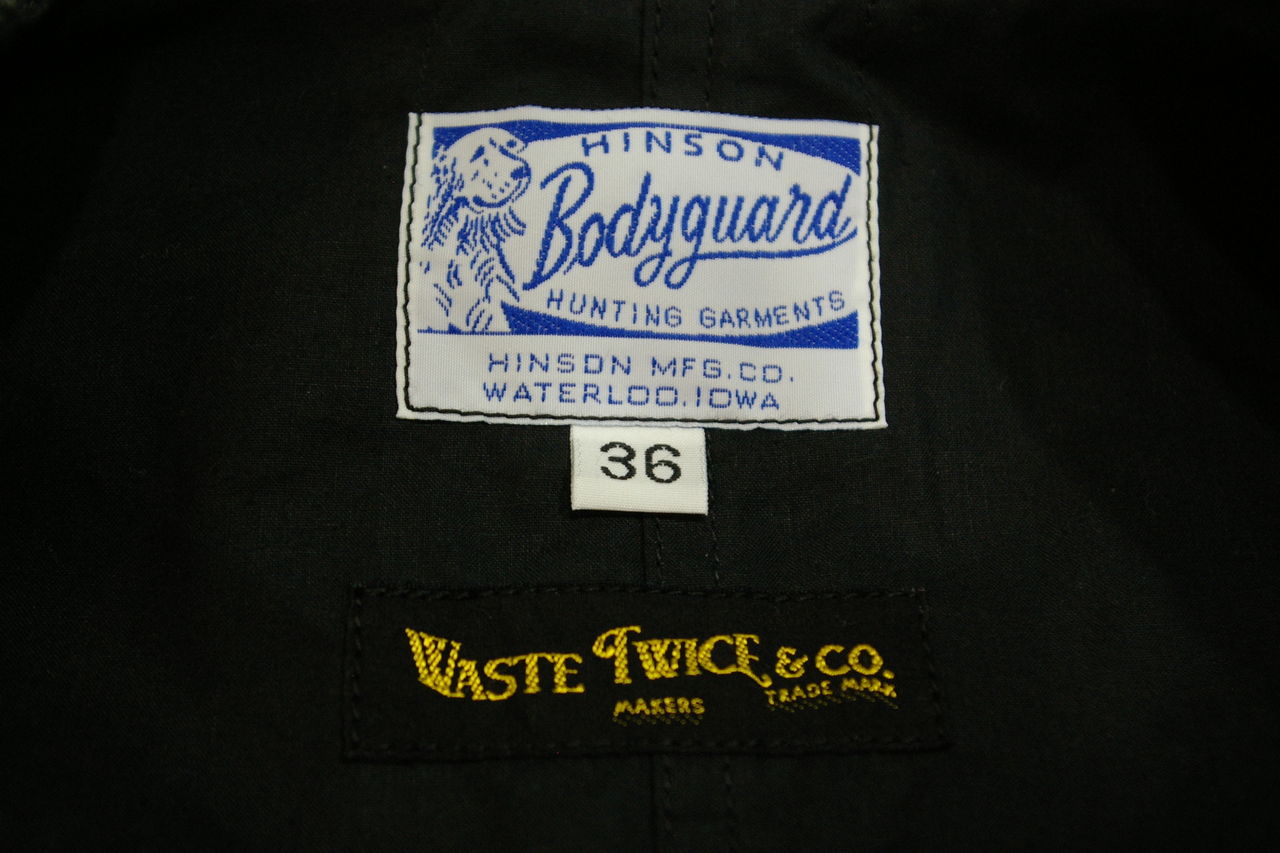 HINSON
Bodyguard
HUNTING GARMENTS
HINSON MFG.CO.
WATERLOO.IOWA
36
WASTE TWICE & CO.
MAKERS TRADE MARK